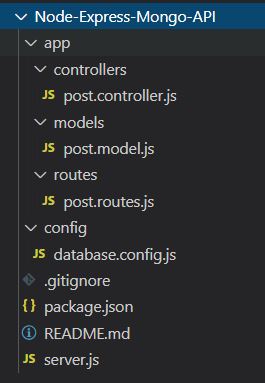 Node-Express-Mongo-API
app
controllers
JS post.controller.js
models
JS post.model.js
routes
JS post.routes.js
config
JS database.config.js
.gitignore
{ } package.json
README.md
JS server.js